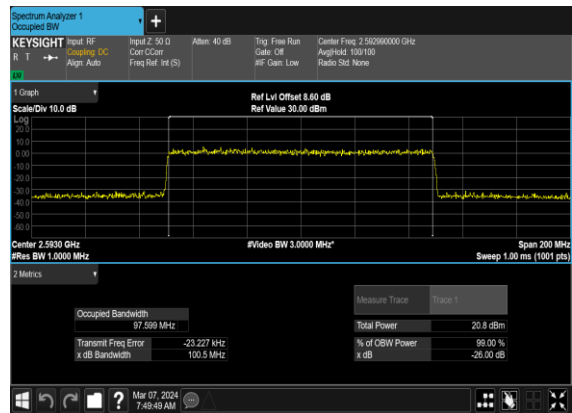 Spectrum Analyzer 1
Occupied BW
+
KEYSIGHT Input: RF Input Z: 50 Ω Atten: 40 dB Trig: Free Run Center Freq: 2.592990000 GHz
R T Coupling: DC Corr CCorr Gate: Off Avg|Hold: 100/100
Align: Auto Freq Ref: Int (S) #IF Gain: Low Radio Std: None
1 Graph
Ref Lvl Offset 8.60 dB
Scale/Div 10.0 dB Ref Value 30.00 dBm
Log
20.0
10.0
0.00
-10.0
-20.0
-30.0
-40.0
-50.0
-60.0
Center 2.5930 GHz #Video BW 3.0000 MHz* Span 200 MHz
#Res BW 1.0000 MHz Sweep 1.00 ms (1001 pts)
2 Metrics
Measure Trace Trace 1
Occupied Bandwidth
97.599 MHz Total Power 20.8 dBm
Transmit Freq Error -23.227 kHz % of OBW Power 99.00 %
x dB Bandwidth 100.5 MHz x dB -26.00 dB
? Mar 07, 2024
7:49:49 AM